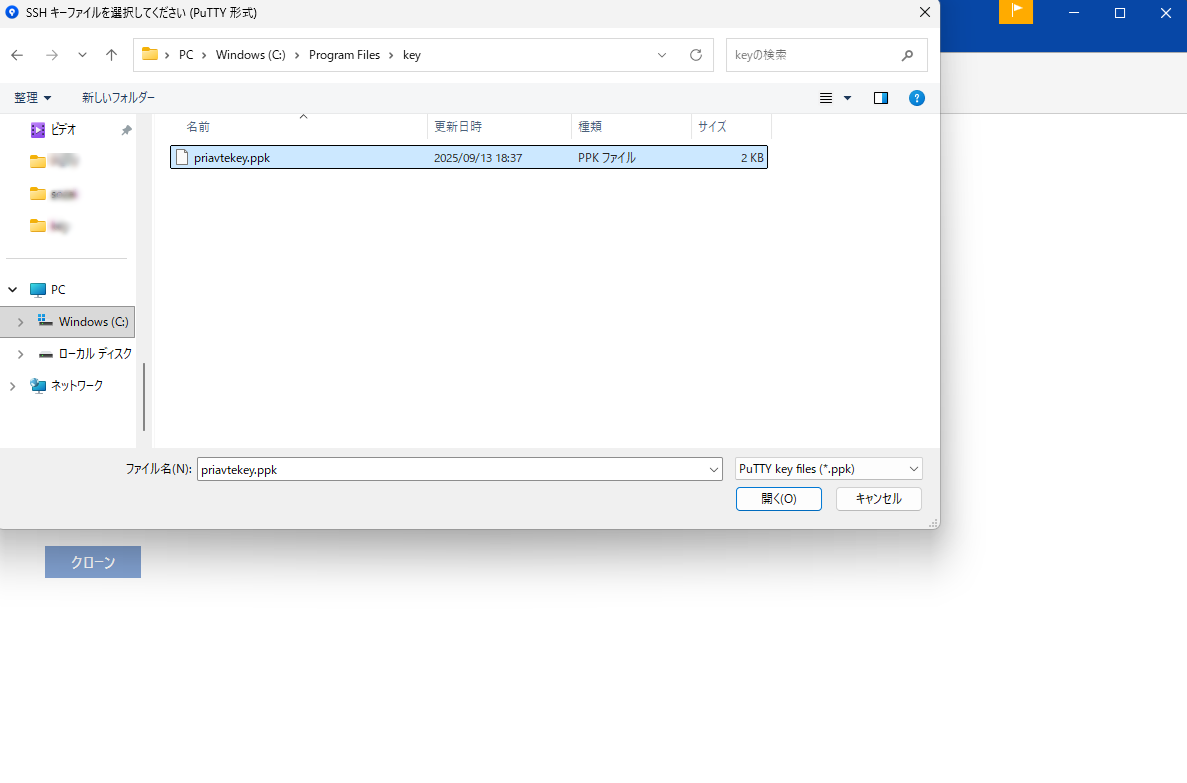 SSH キーファイルを選択してください (PuTTY 形式)
PC > Windows (C:) > Program Files > key
keyの検索
整理 新しいフォルダー
名前 更新日時 種類 サイズ
priavtekey.ppk 2025/09/13 18:37 PPK ファイル 2 KB
ビデオ
PC
Windows (C:)
ローカル ディスク
ネットワーク
ファイル名(N): priavtekey.ppk PuTTY key files (*.ppk)
開く(O) キャンセル
クローン